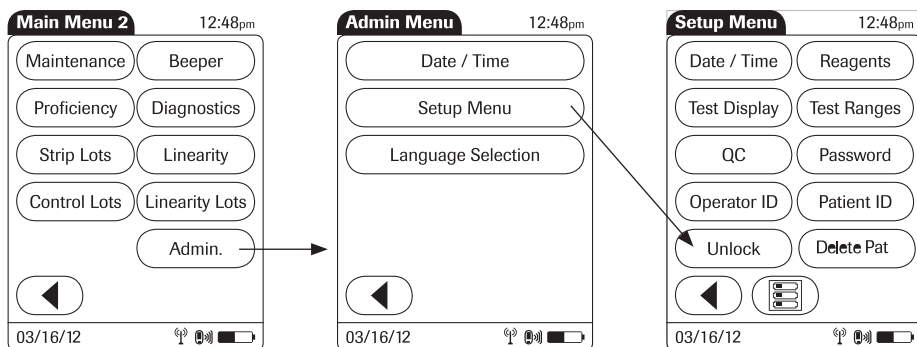 Main Menu 2 12:48pm
Maintenance Beeper
Proficiency Diagnostics
Strip Lots Linearity
Control Lots Linearity Lots
Admin.
03/16/12
Admin Menu 12:48pm
Date / Time
Setup Menu
Language Selection
03/16/12
Setup Menu 12:48pm
Date / Time Reagents
Test Display Test Ranges
QC Password
Operator ID Patient ID
Unlock Delete Pat
03/16/12